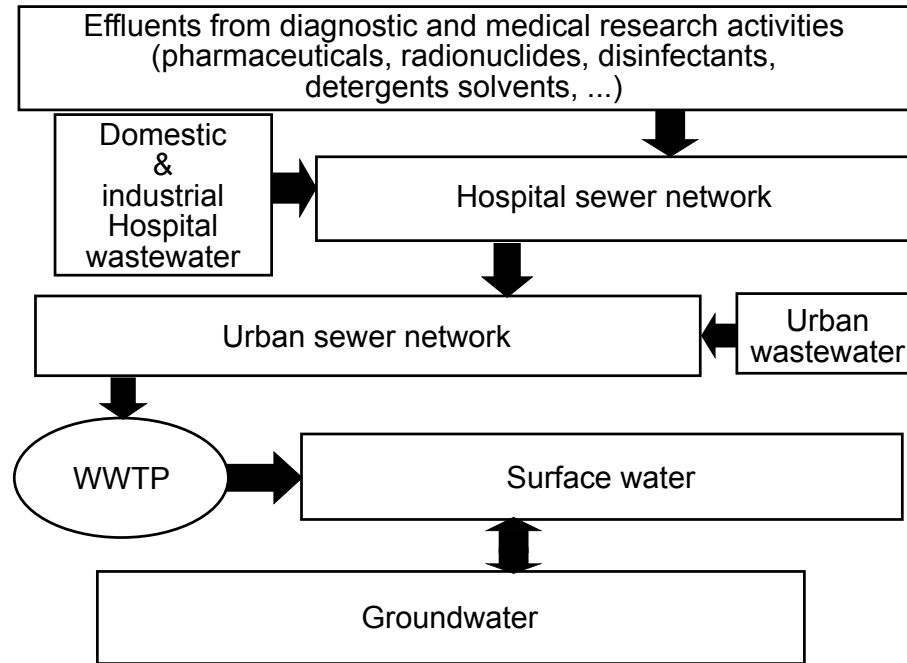 Effluents from diagnostic and medical research activities
(pharmaceuticals, radionuclides, disinfectants,
detergents solvents, ...)
Domestic
&
industrial
Hospital
wastewater
Hospital sewer network
Urban sewer network
Urban
wastewater
WWTP
Surface water
Groundwater